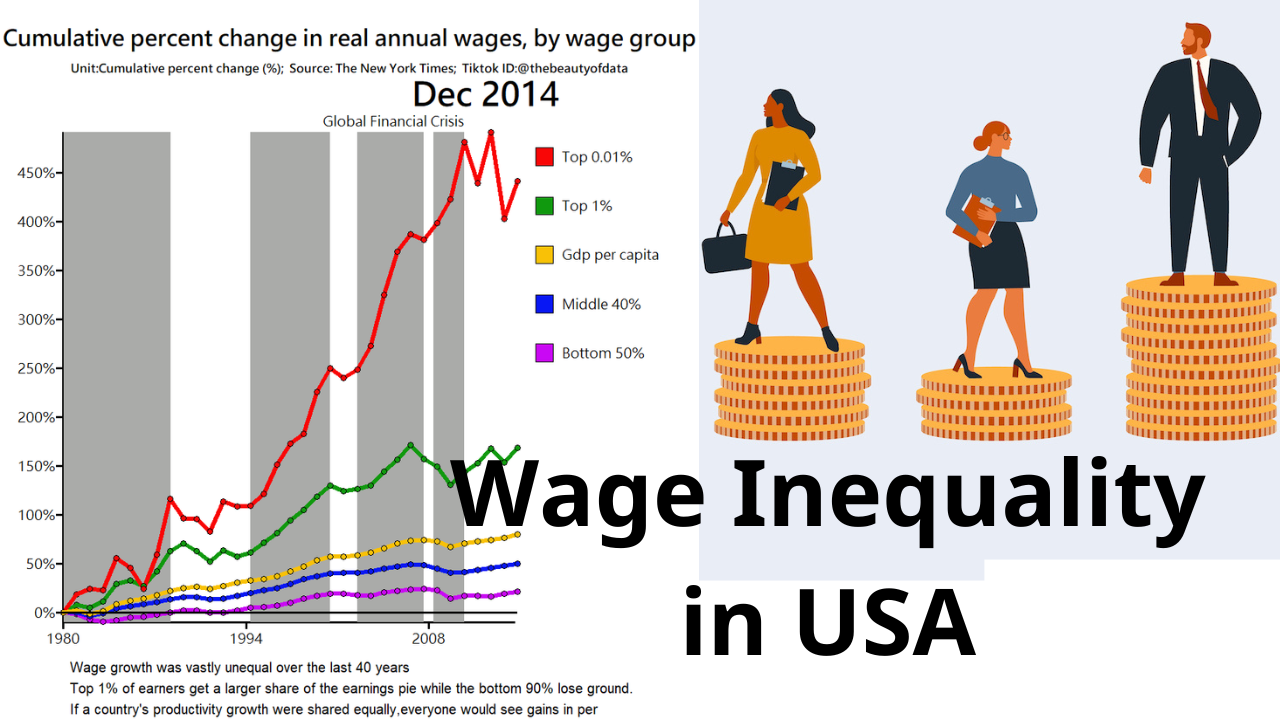 Cumulative percent change in real annual wages, by wage group
Unit:Cumulative percent change (%); Source: The New York Times; Tiktok ID:@thebeautyofdata
Dec 2014
Global Financial Crisis
450%
400%
350%
300%
250%
200%
150%
100%
50%
0%
1980
1994
2008
Top 0.01%
Top 1%
Gdp per capita
Middle 40%
Bottom 50%
Wage Inequality
in USA
Wage growth was vastly unequal over the last 40 years
Top 1% of earners get a larger share of the earnings pie while the bottom 90% lose ground.
If a country's productivity growth were shared equally,everyone would see gains in per